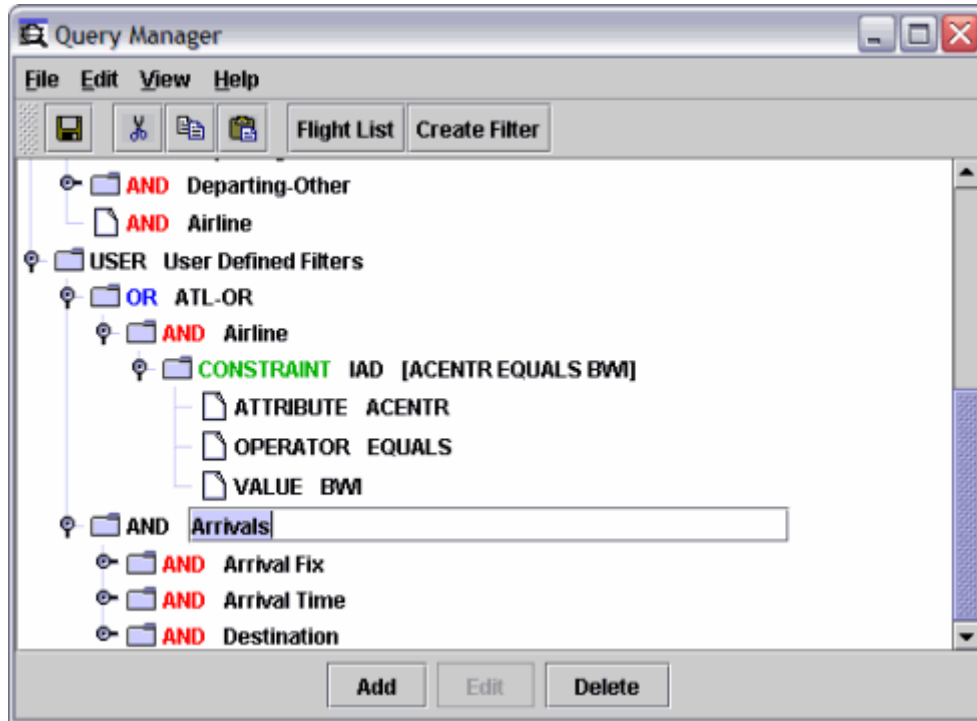 Query Manager
File Edit View Help
Flight List Create Filter
AND Departing-Other
AND Airline
USER User Defined Filters
OR ATL-OR
AND Airline
CONSTRAINT IAD [ACENTR EQUALS BWI]
ATTRIBUTE ACENTR
OPERATOR EQUALS
VALUE BWI
AND Arrivals
AND Arrival Fix
AND Arrival Time
AND Destination
Add Edit Delete